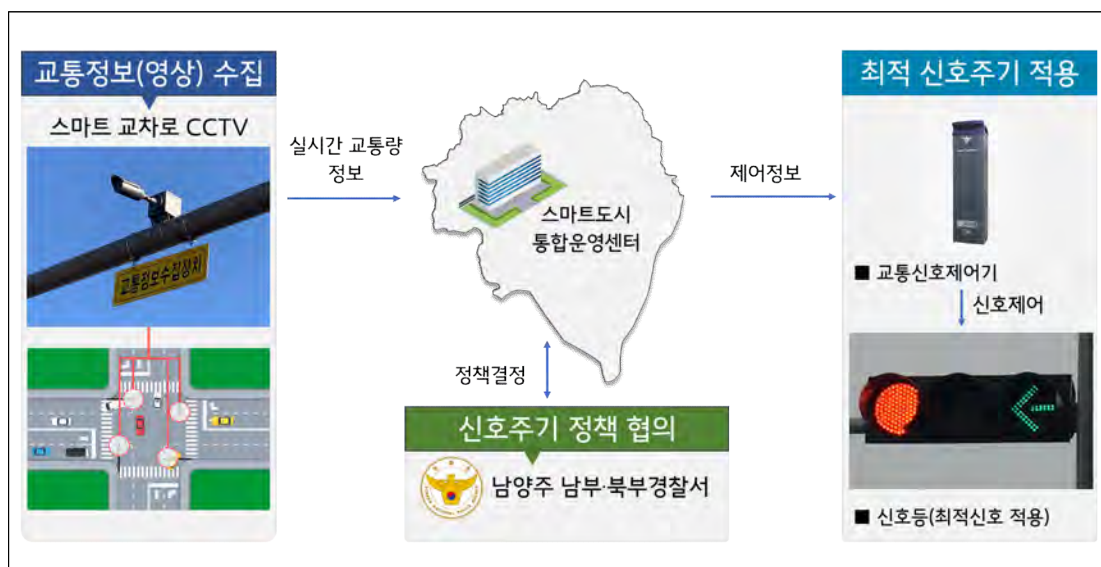 교통정보(영상) 수집
스마트 교차로 CCTV
교통정보수집장치
실시간 교통량
정보
스마트도시
통합운영센터
정책결정
신호주기 정책 협의
남양주 남부·북부경찰서
제어정보
최적 신호주기 적용
■ 교통신호제어기
신호제어
■ 신호등(최적신호 적용)